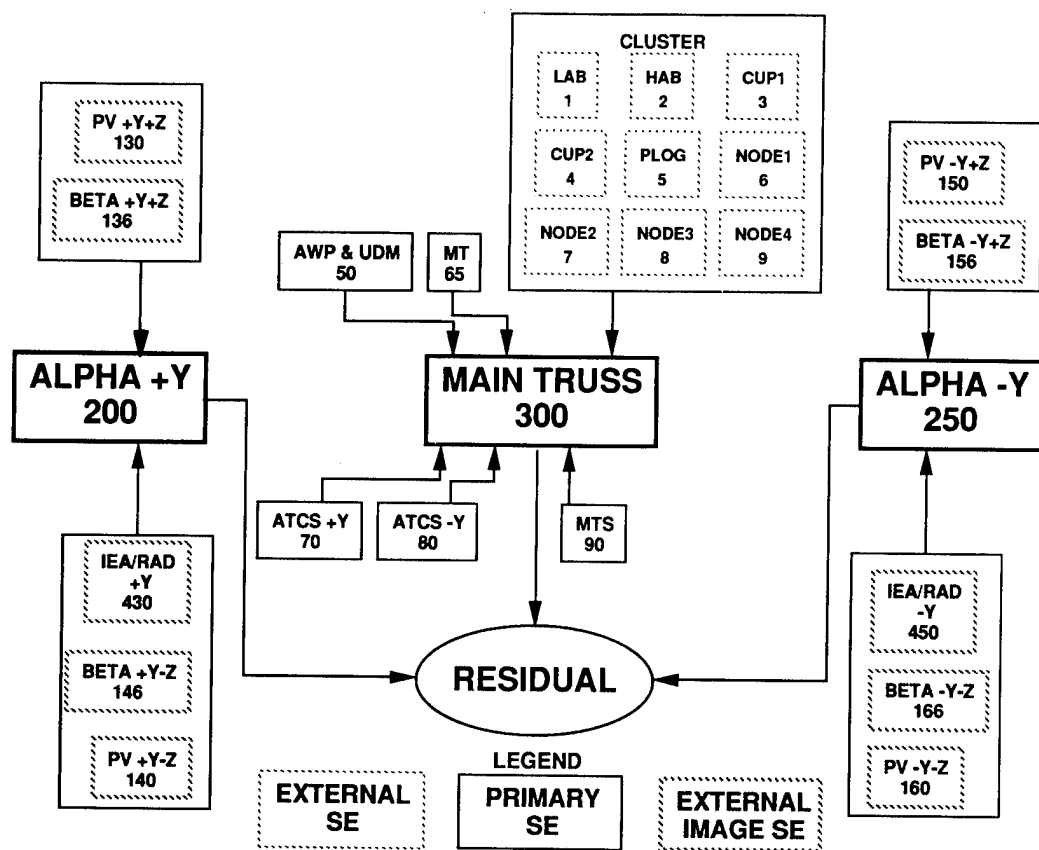 CLUSTER
LAB
1
HAB
2
CUP1
3
CUP2
4
PLOG
5
NODE1
6
NODE2
7
NODE3
8
NODE4
9
PV +Y+Z
130
BETA +Y+Z
136
AWP & UDM
50
MT
65
PV -Y+Z
150
BETA -Y+Z
156
ALPHA +Y
200
MAIN TRUSS
300
ALPHA -Y
250
ATCS +Y
70
ATCS -Y
80
MTS
90
IEA/RAD
+Y
430
BETA +Y-Z
146
PV +Y-Z
140
IEA/RAD
-Y
450
BETA -Y-Z
166
PV -Y-Z
160
RESIDUAL
LEGEND
EXTERNAL
SE
PRIMARY
SE
EXTERNAL
IMAGE SE